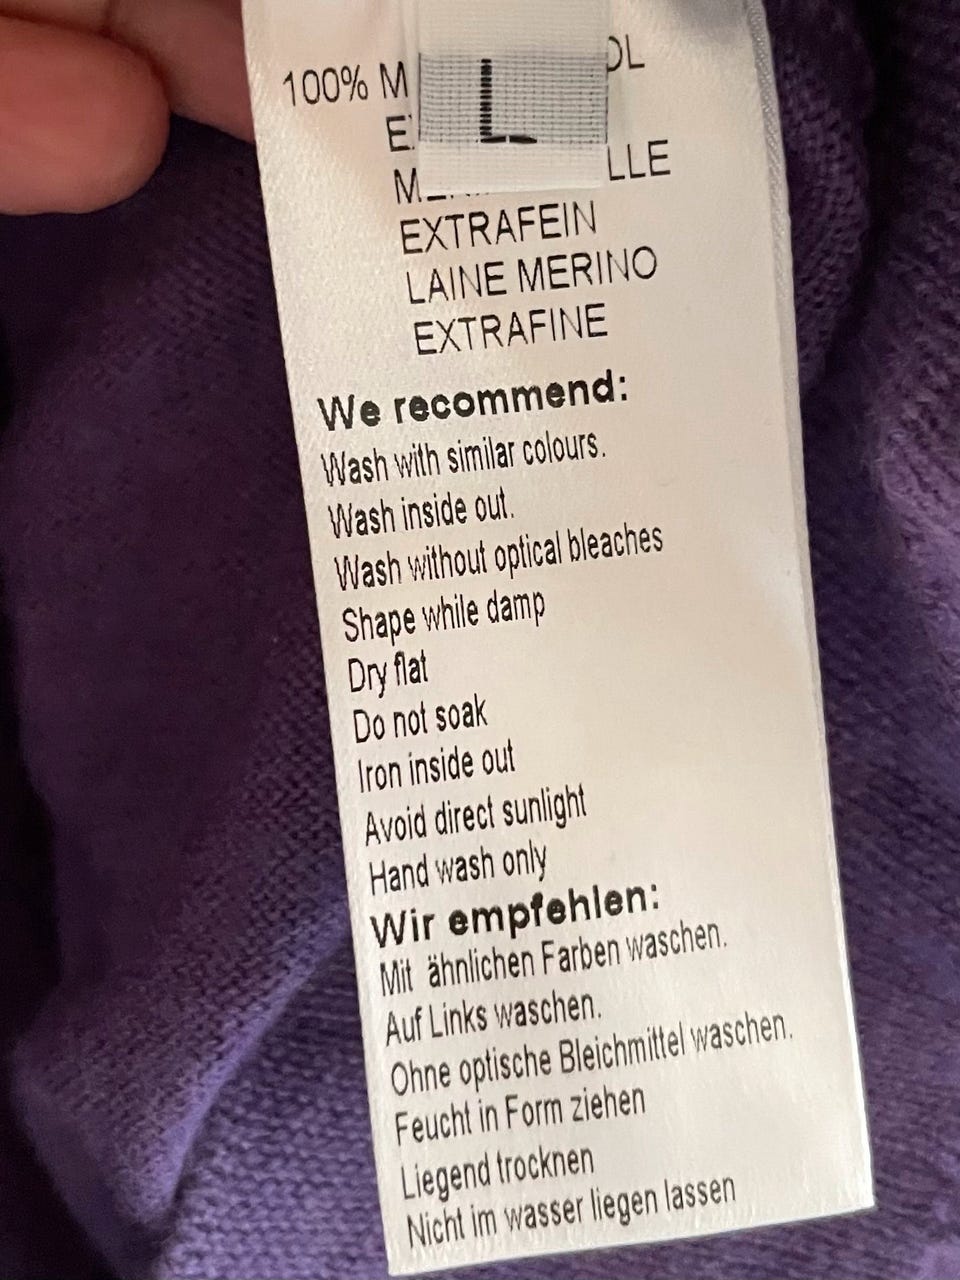 100%
L
EXTRAFEIN
LAINE MERINO
EXTRAFINE
We recommend:
Wash with similar colours.
Wash inside out.
Wash without optical bleaches
Shape while damp
Dry flat
Do not soak
Iron inside out
Avoid direct sunlight
Hand wash only
Wir empfehlen:
Mit ähnlichen Farben waschen.
Auf Links waschen.
Ohne optische Bleichmittel waschen.
Feucht in Form ziehen
Liegend trocknen
Nicht im wasser liegen lassen